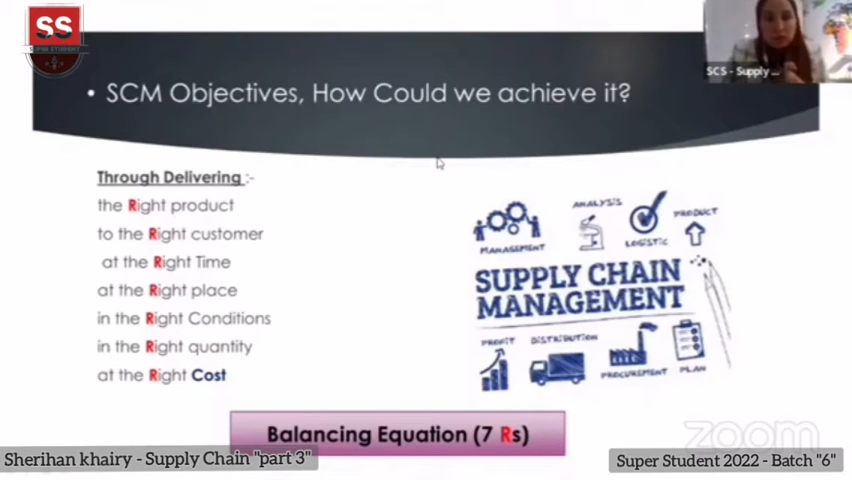 SS
SUPER STUDENT
SCS - Supply ...
• SCM Objectives, How Could we achieve it?
Through Delivering :-
the Right product
to the Right customer
at the Right Time
at the Right place
in the Right Conditions
in the Right quantity
at the Right Cost
MANAGEMENT
ANALYSIS
LOGISTIC
PRODUCT
SUPPLY CHAIN
MANAGEMENT
PROFIT
DISTRIBUTION
PROCUREMENT
PLAN
Balancing Equation (7 Rs)
zoom
Sherihan khairy - Supply Chain "part 3"
Super Student 2022 - Batch "6"